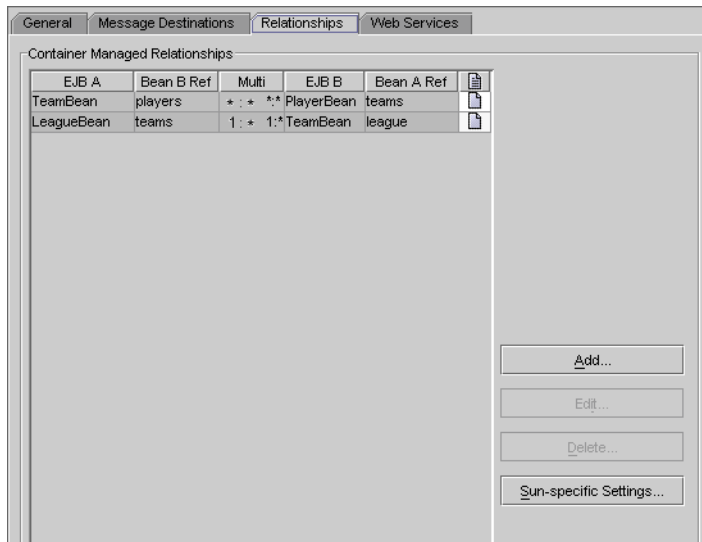 General Message Destinations Relationships Web Services
Container Managed Relationships
EJB A Bean B Ref Multi EJB B Bean A Ref
TeamBean players * : * *:* PlayerBean teams
LeagueBean teams 1 : * 1:* TeamBean league
Add...
Edit...
Delete...
Sun-specific Settings...